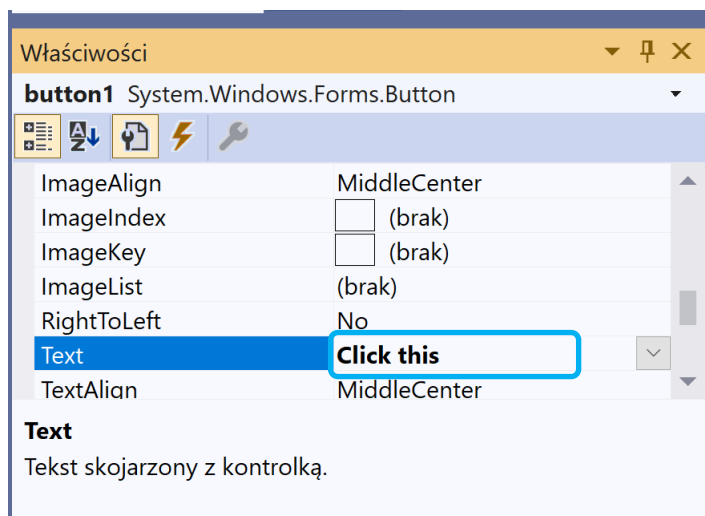 Właściwości
button1 System.Windows.Forms.Button
ImageAlign MiddleCenter
ImageIndex (brak)
ImageKey (brak)
ImageList (brak)
RightToLeft No
Text Click this
TextAlign MiddleCenter
Text
Tekst skojarzony z kontrolką.